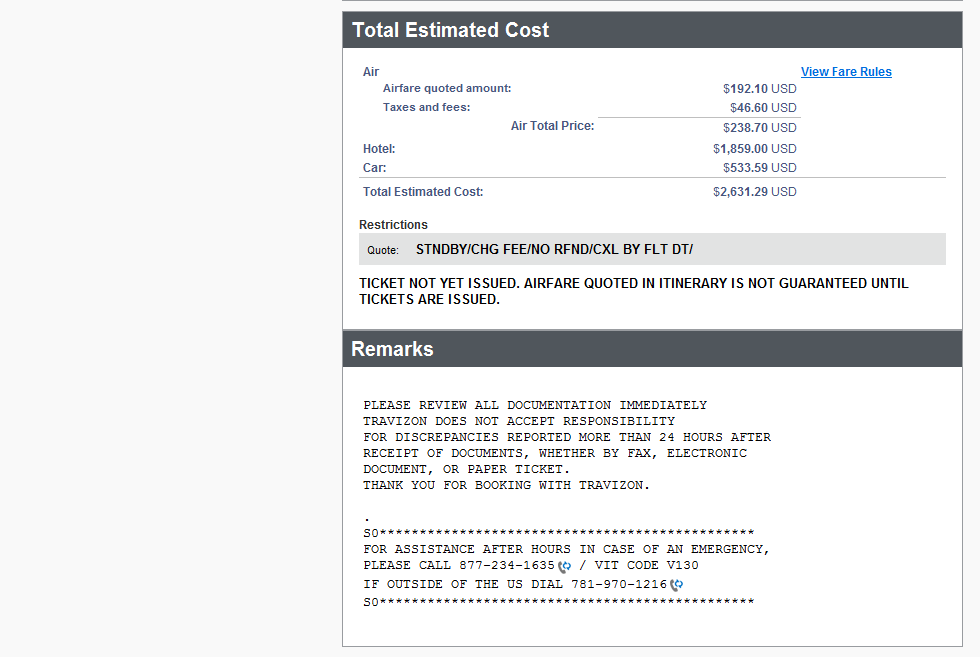 Total Estimated Cost
Air View Fare Rules
Airfare quoted amount: $192.10 USD
Taxes and fees: $46.60 USD
Air Total Price: $238.70 USD
Hotel: $1,859.00 USD
Car: $533.59 USD
Total Estimated Cost: $2,631.29 USD
Restrictions
Quote: STNDBY/CHG FEE/NO RFND/CXL BY FLT DT/
TICKET NOT YET ISSUED. AIRFARE QUOTED IN ITINERARY IS NOT GUARANTEED UNTIL
TICKETS ARE ISSUED.
Remarks
PLEASE REVIEW ALL DOCUMENTATION IMMEDIATELY
TRAVIZON DOES NOT ACCEPT RESPONSIBILITY
FOR DISCREPANCIES REPORTED MORE THAN 24 HOURS AFTER
RECEIPT OF DOCUMENTS, WHETHER BY FAX, ELECTRONIC
DOCUMENT, OR PAPER TICKET.
THANK YOU FOR BOOKING WITH TRAVIZON.
.
S0***********************************************
FOR ASSISTANCE AFTER HOURS IN CASE OF AN EMERGENCY,
PLEASE CALL 877-234-1635 / VIT CODE V130
IF OUTSIDE OF THE US DIAL 781-970-1216
S0***********************************************